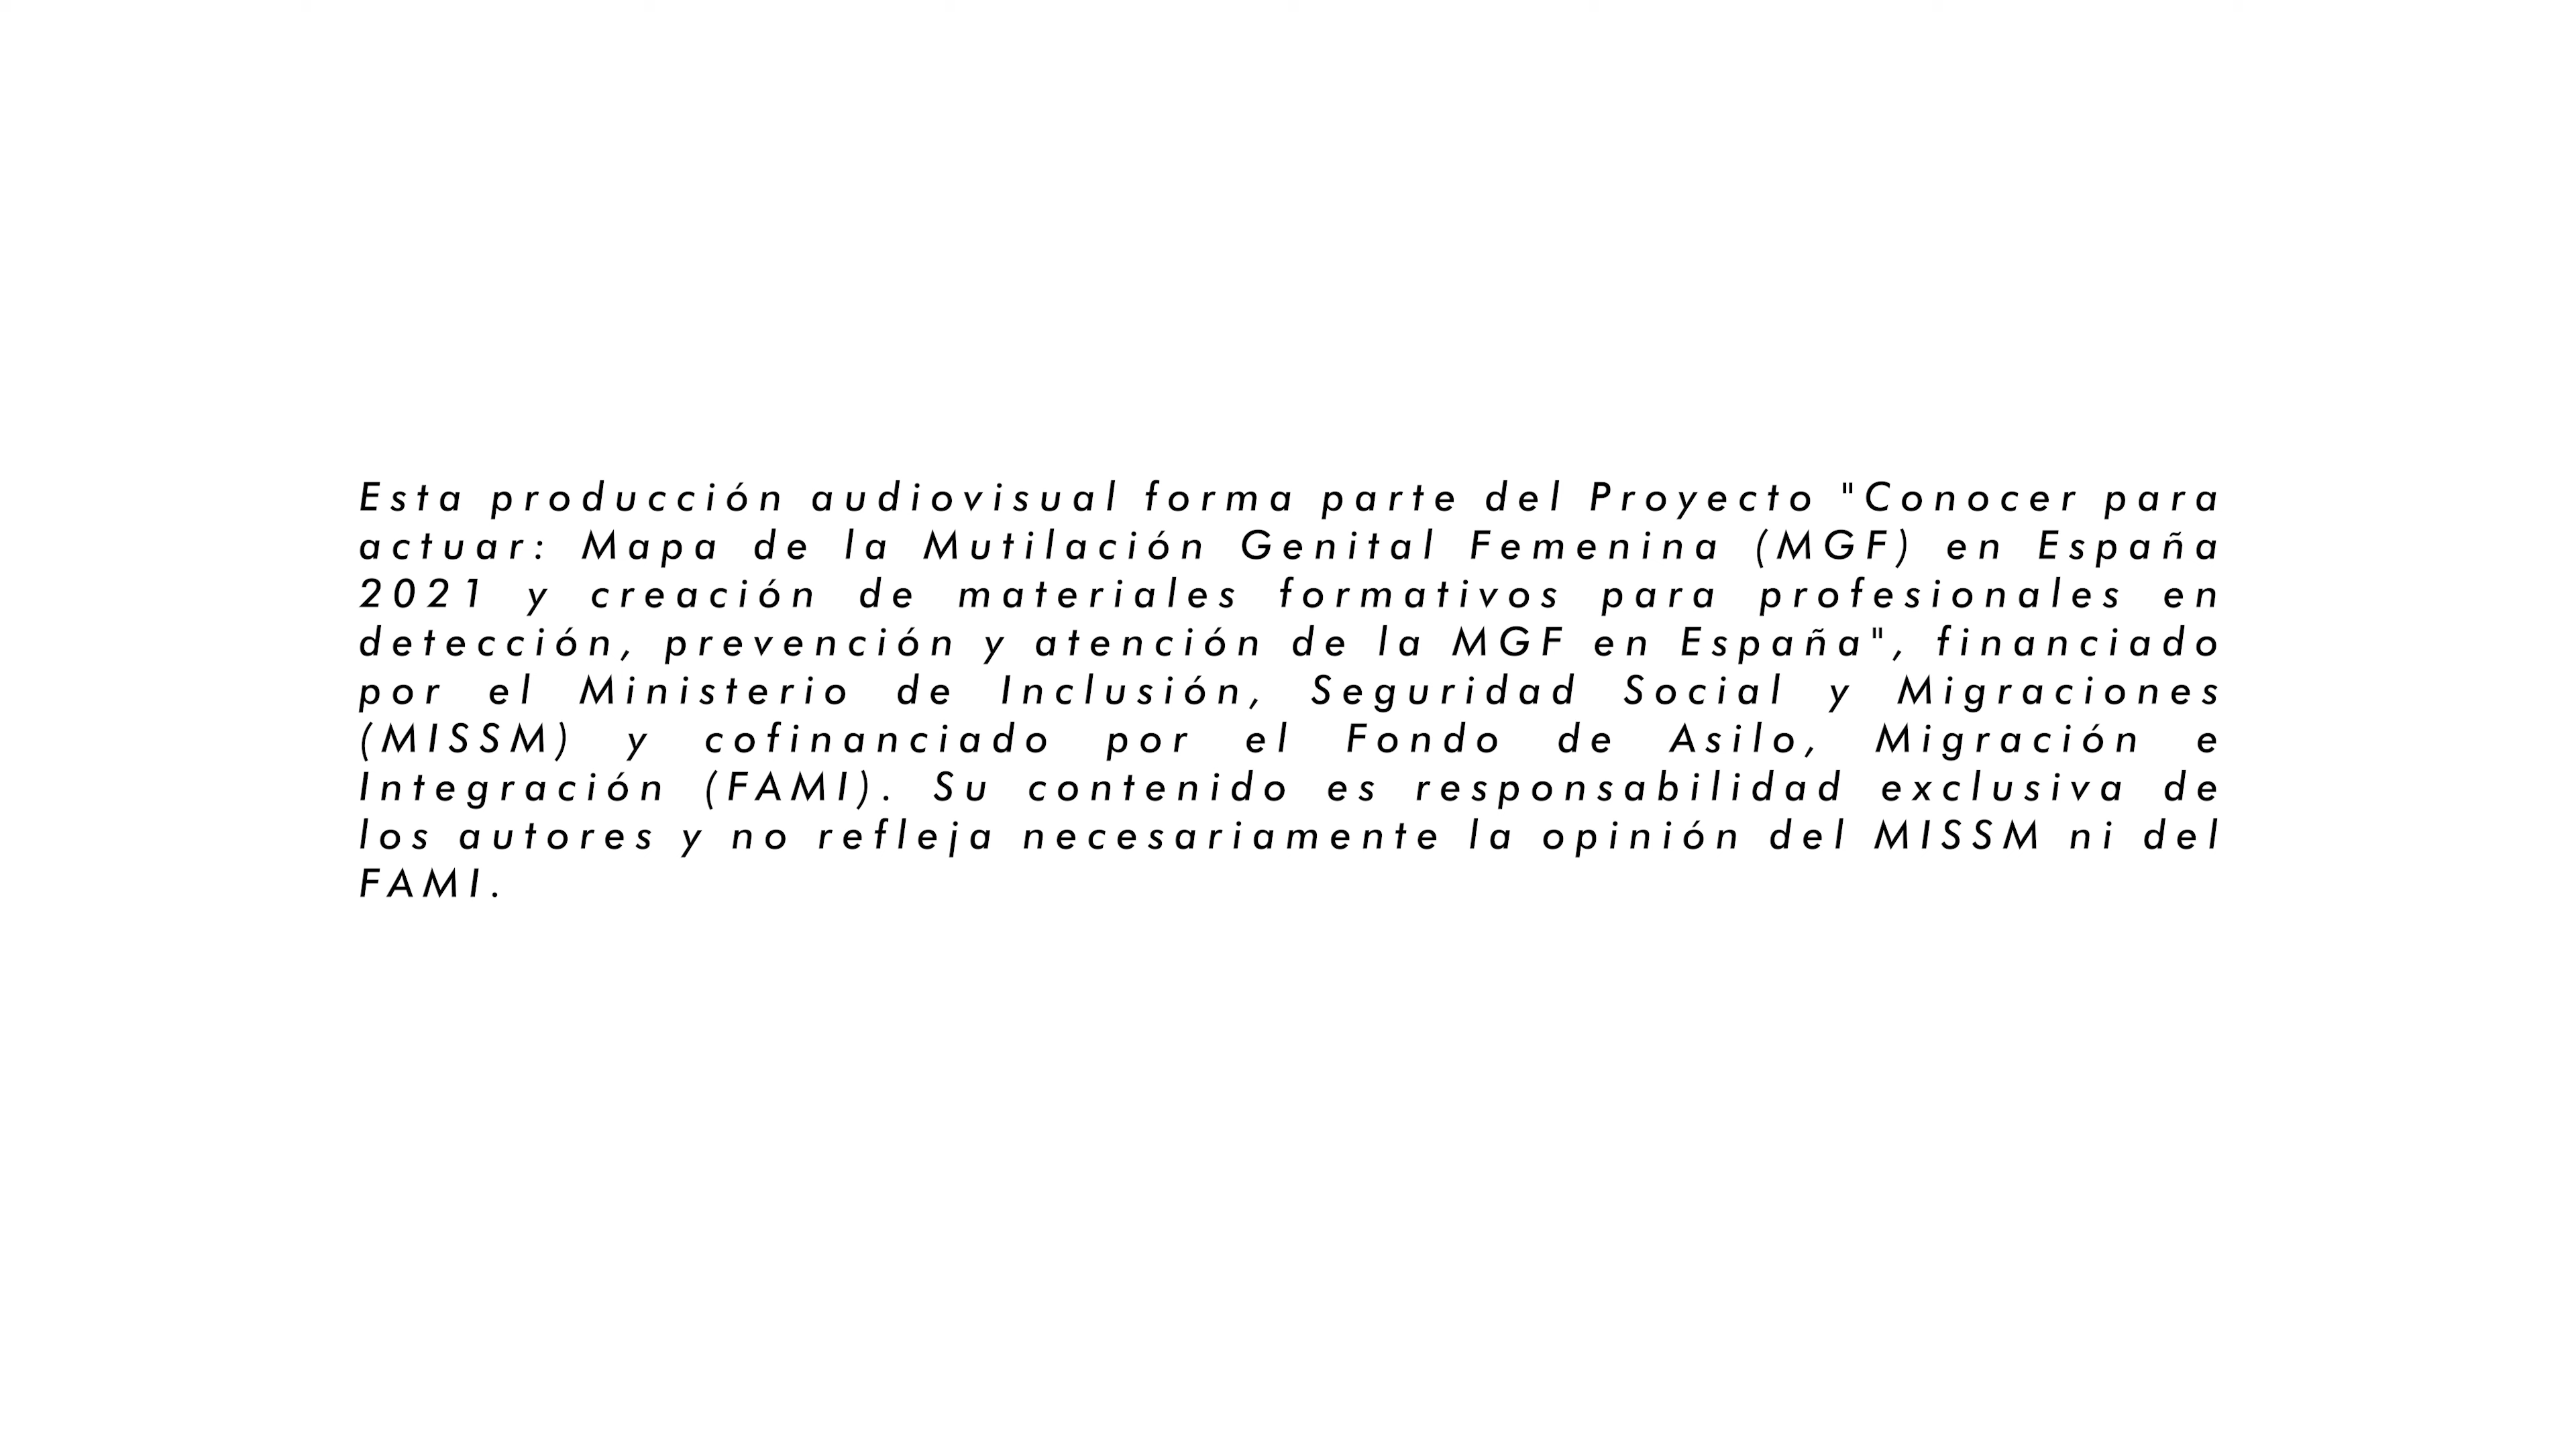 Esta producción audiovisual forma parte del Proyecto "Conocer para
actuar: Mapa de la Mutilación Genital Femenina (MGF) en España
2021 y creación de materiales formativos para profesionales en
detección, prevención y atención de la MGF en España", financiado
por el Ministerio de Inclusión, Seguridad Social y Migraciones
(MISSM) y cofinanciado por el Fondo de Asilo, Migración e
Integración (FAMI). Su contenido es responsabilidad exclusiva de
los autores y no refleja necesariamente la opinión del MISSM ni del
FAMI.